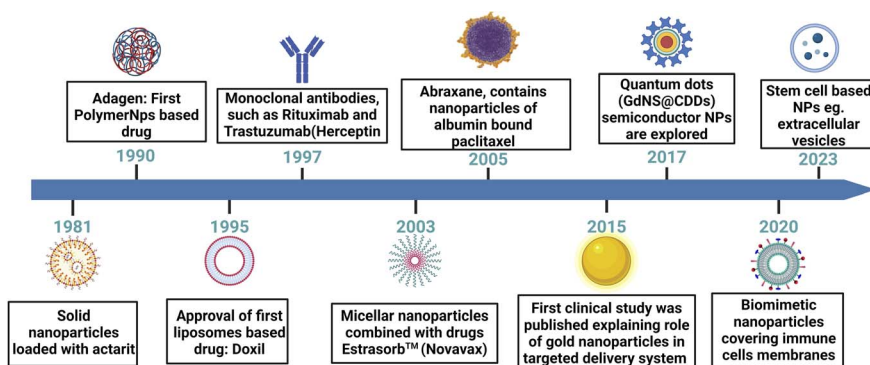 Adagen: First
PolymerNps based
drug
1990
Monoclonal antibodies,
such as Rituximab and
Trastuzumab(Herceptin
1997
Abraxane, contains
nanoparticles of
albumin bound
paclitaxel
2005
Quantum dots
(GdNS@CDDs)
semiconductor NPs
are explored
2017
Stem cell based
NPs eg.
extracellular
vesicles
2023
1981
Solid
nanoparticles
loaded with actarit
1995
Approval of first
liposomes based
drug: Doxil
2003
Micellar nanoparticles
combined with drugs
Estrasorb™ (Novavax)
2015
First clinical study was
published explaining role
of gold nanoparticles in
targeted delivery system
2020
Biomimetic
nanoparticles
covering immune
cells membranes